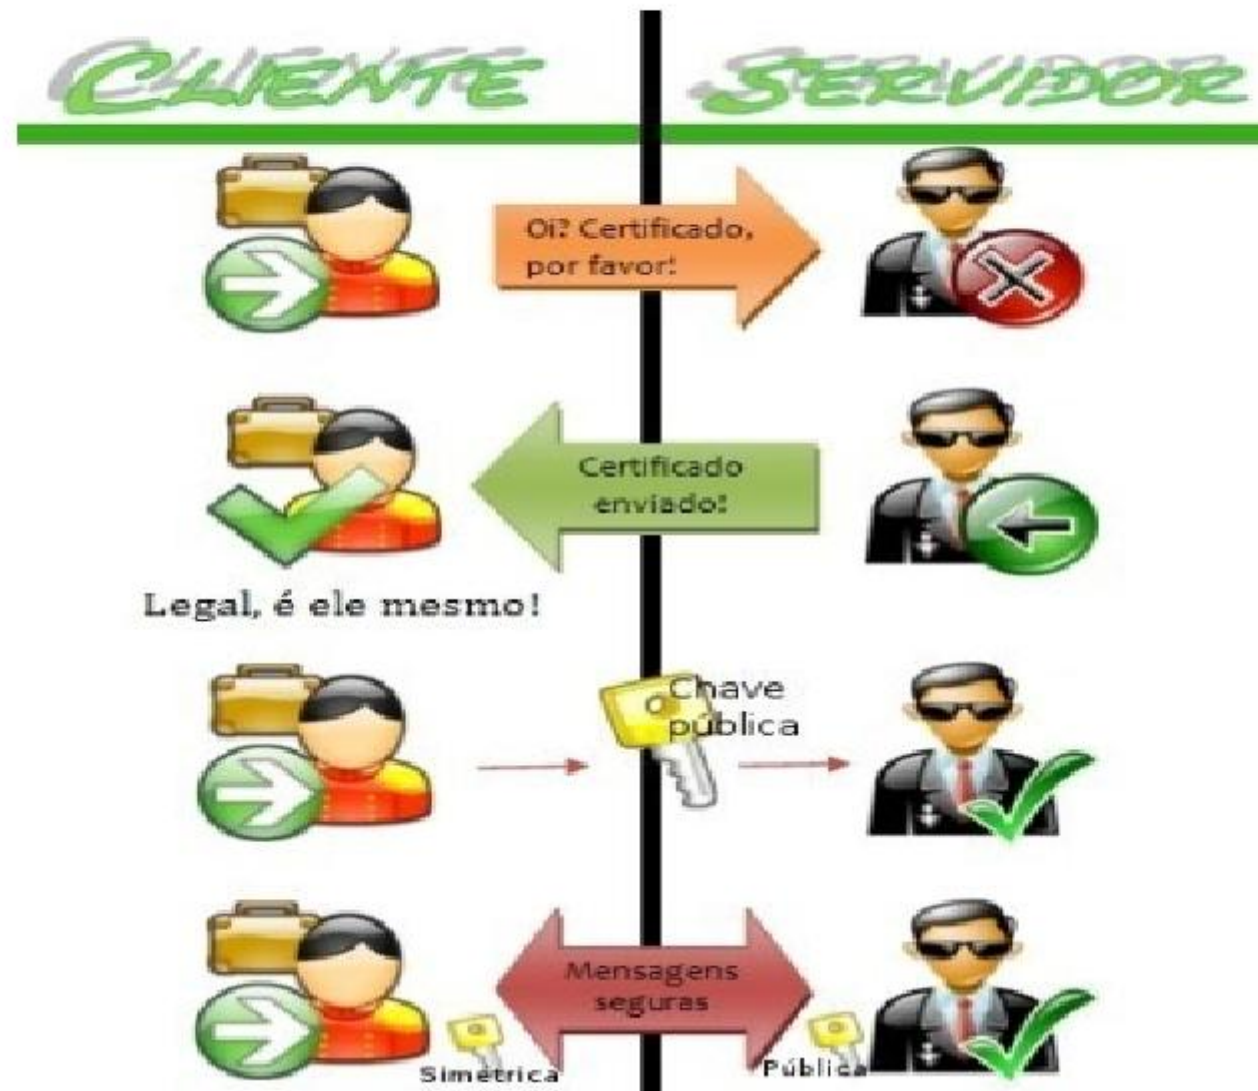 CLIENTE
SERVIDOR
Oi? Certificado,
por favor!
Certificado
enviado!
Legal, é ele mesmo!
Chave
pública
Mensagens
seguras
Simétrica
Pública